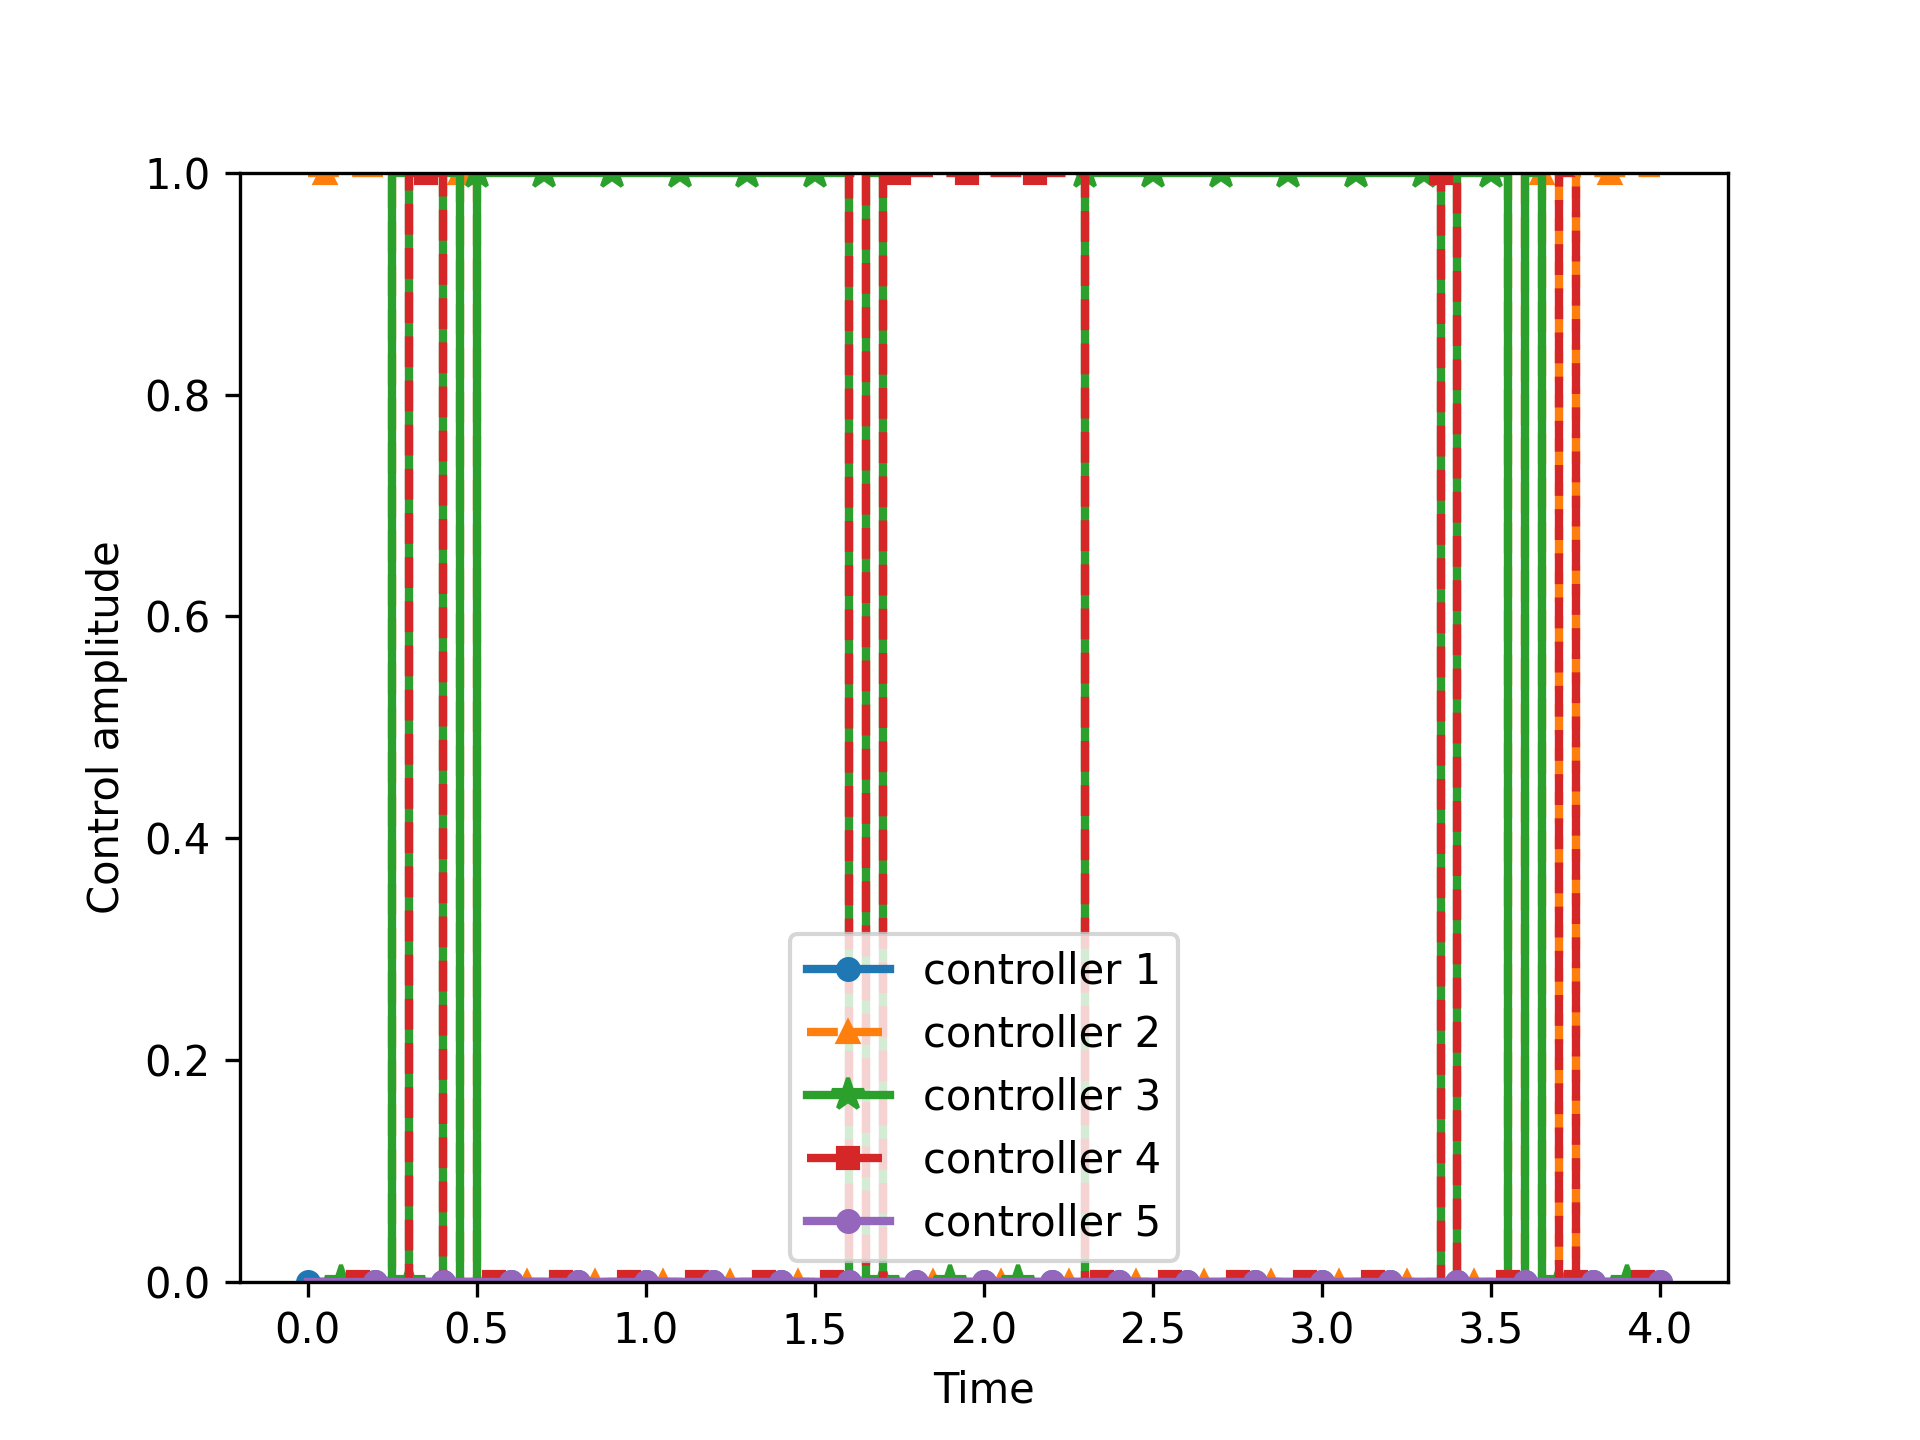 1.0
0.8
0.6
0.4
0.2
0.0
Control amplitude
controller 1
controller 2
controller 3
controller 4
controller 5
0.0 0.5 1.0 1.5 2.0 2.5 3.0 3.5 4.0
Time